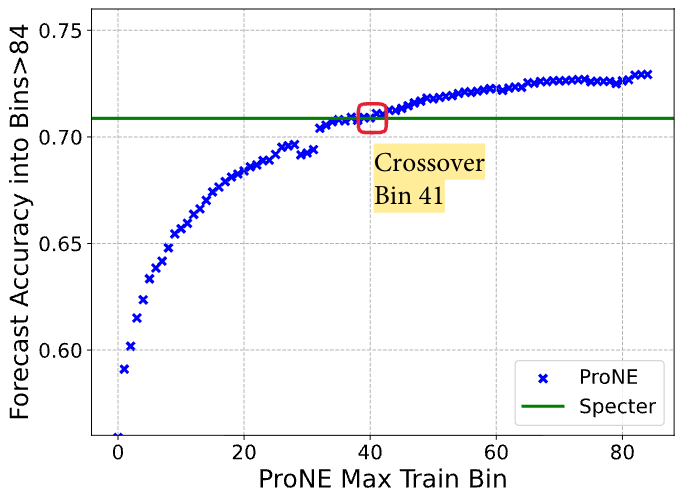 Forecast Accuracy into Bins>84
0.75
0.70
0.65
0.60
Crossover
Bin 41
ProNE
Specter
0
20
40
60
80
ProNE Max Train Bin